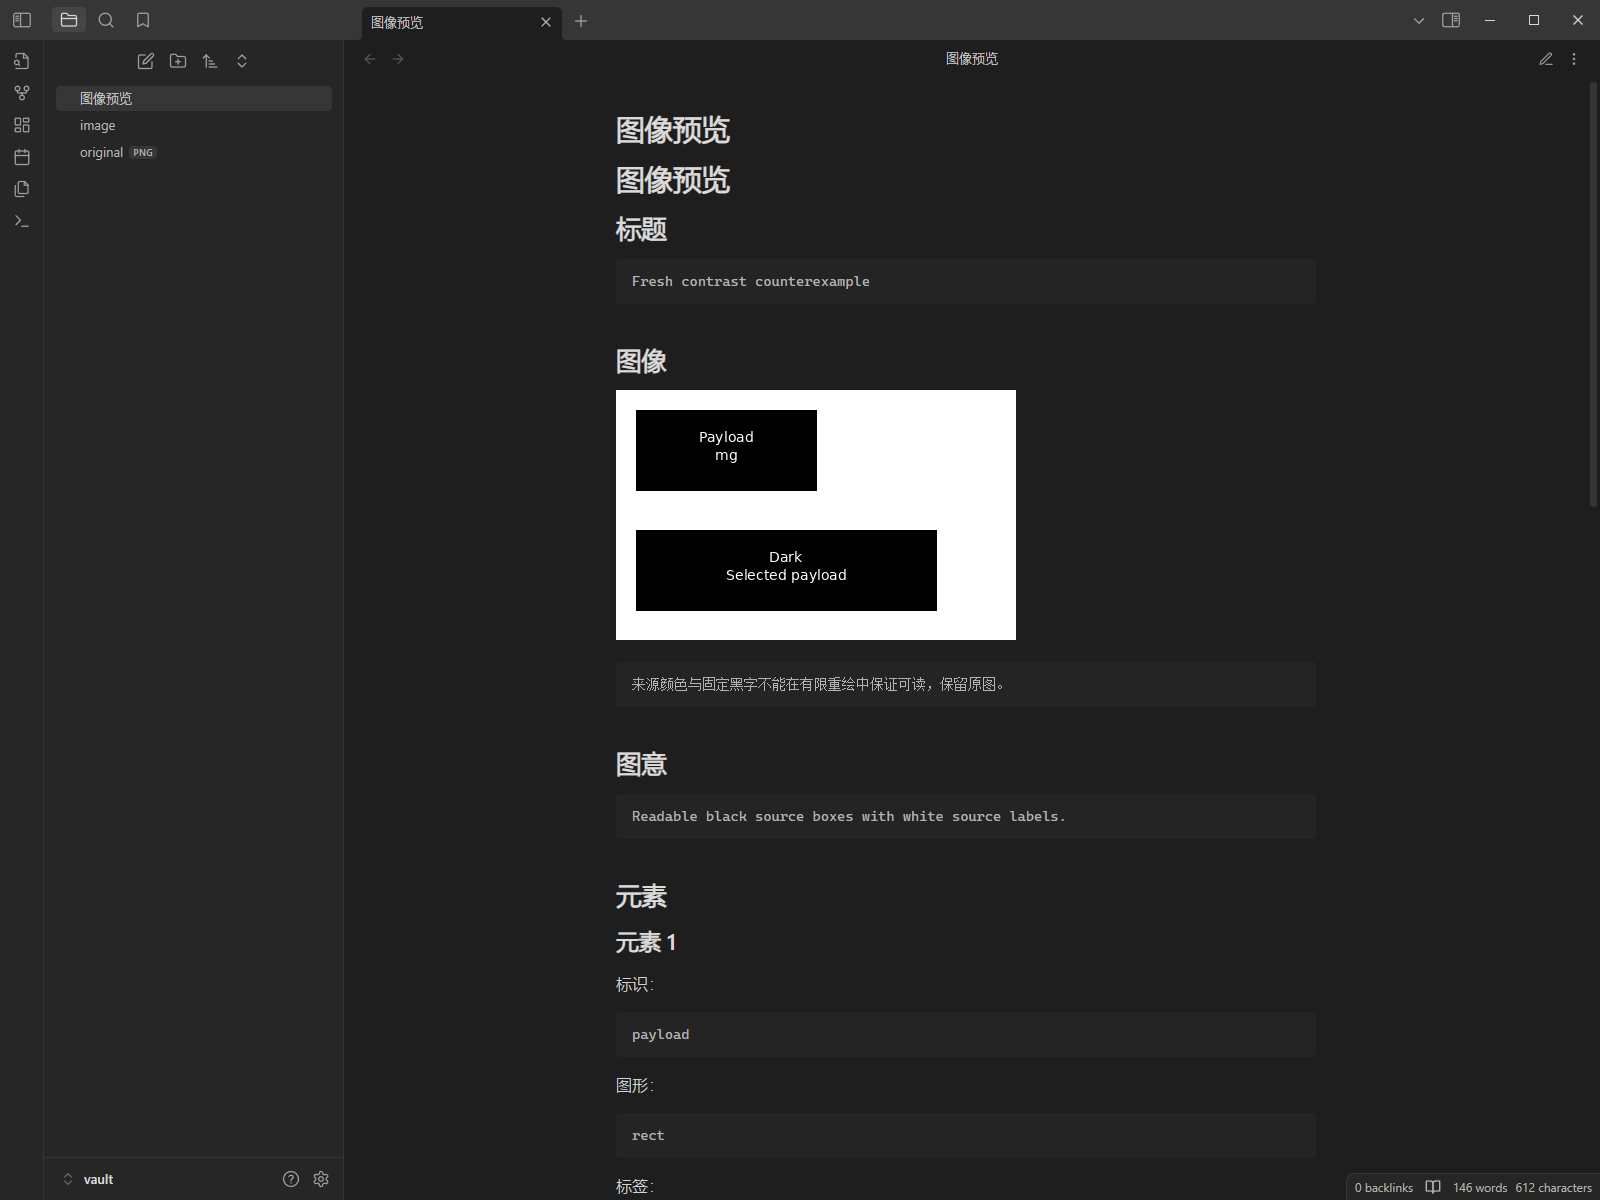 图像预览
图像预览
图像预览
image
original PNG
图像预览
图像预览
标题
Fresh contrast counterexample
图像
Payload
mg
Dark
Selected payload
来源颜色与固定黑字不能在有限重绘中保证可读，保留原图。
图意
Readable black source boxes with white source labels.
元素
元素 1
标识：
payload
图形：
rect
标签：
vault
0 backlinks 146 words 612 characters